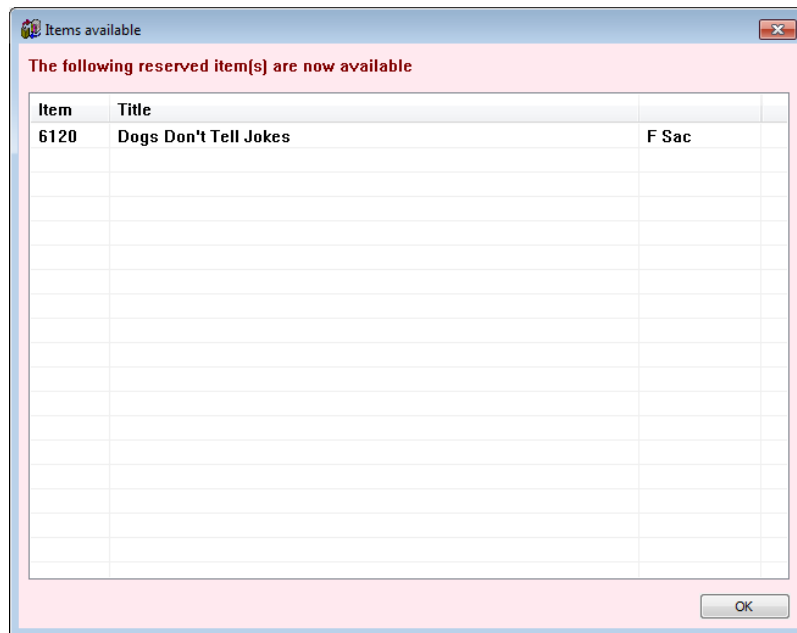 Items available
The following reserved item(s) are now available
Item Title
6120 Dogs Don't Tell Jokes F Sac
OK